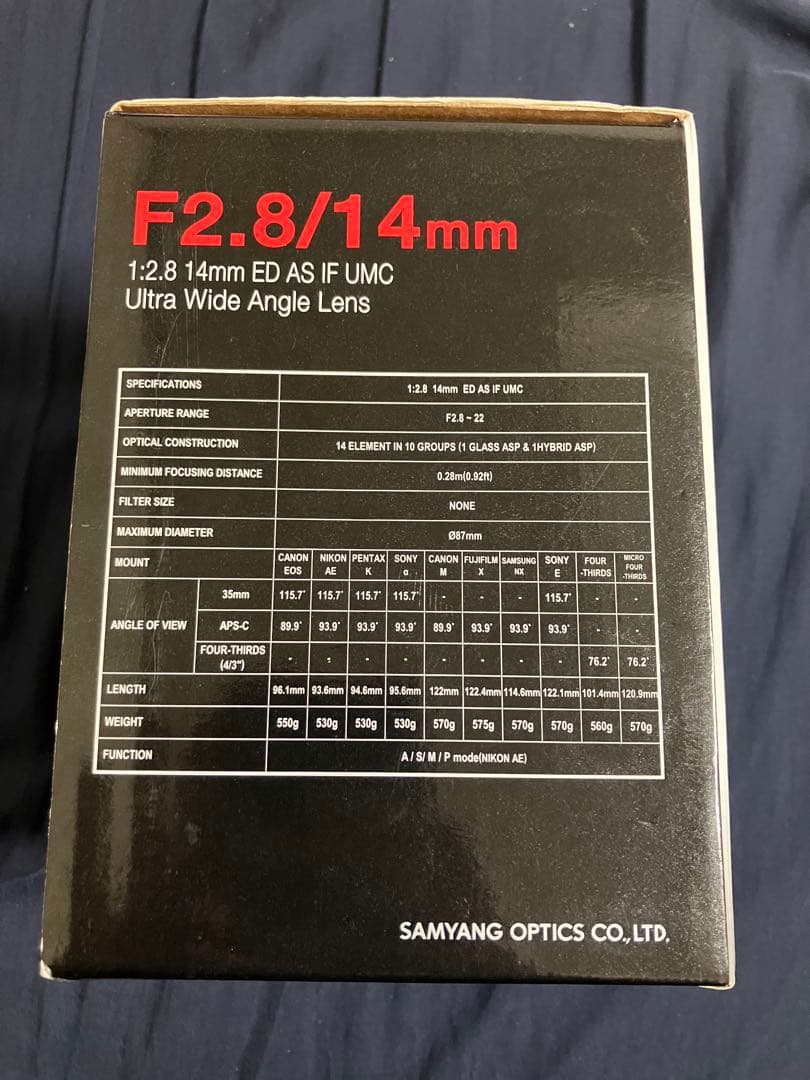 F2.8/14mm
1:2.8 14mm ED AS IF UMC
Ultra Wide Angle Lens
SPECIFICATIONS 1:2.8 14mm ED AS IF UMC
APERTURE RANGE F2.8 ~ 22
OPTICAL CONSTRUCTION 14 ELEMENT IN 10 GROUPS (1 GLASS ASP & 1HYBRID ASP)
MINIMUM FOCUSING DISTANCE 0.28m(0.92ft)
FILTER SIZE NONE
MAXIMUM DIAMETER Ø87mm
MOUNT CANON EOS NIKON AE PENTAX K SONY α CANON M FUJIFILM X SAMSUNG NX SONY E FOUR -THIRDS MICRO FOUR -THIRDS
ANGLE OF VIEW 35mm 115.7° 115.7° 115.7° 115.7° - - - 115.7° - -
APS-C 89.9° 93.9° 93.9° 93.9° 89.9° 93.9° 93.9° 93.9° - -
FOUR-THIRDS (4/3") - - - - - - - - 76.2° 76.2°
LENGTH 96.1mm 93.6mm 94.6mm 95.6mm 122mm 122.4mm 114.6mm 122.1mm 101.4mm 120.9mm
WEIGHT 550g 530g 530g 530g 570g 575g 570g 570g 560g 570g
FUNCTION A / S/ M / P mode(NIKON AE)
SAMYANG OPTICS CO.,LTD.